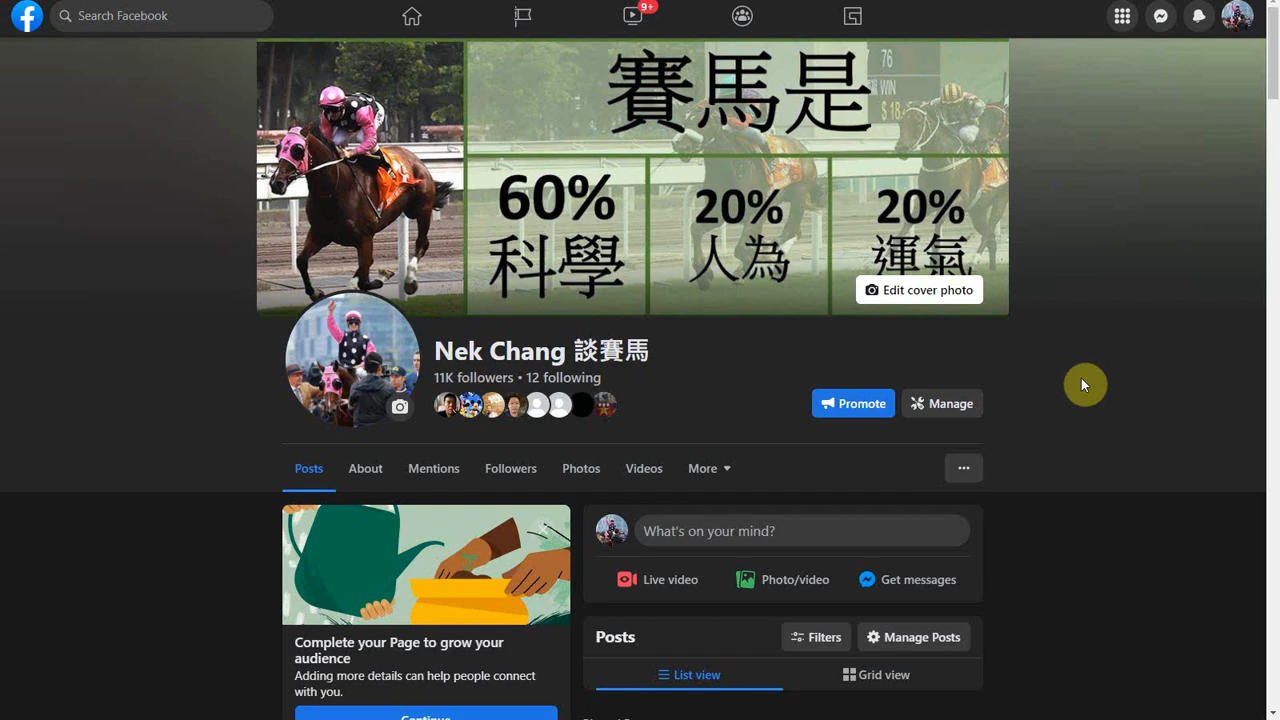 Search Facebook
9+
賽馬是
76
WIN
60%
科學
20%
人為
20%
運氣
Edit cover photo
Nek Chang 談賽馬
11K followers • 12 following
Promote
Manage
Posts
About
Mentions
Followers
Photos
Videos
More
What's on your mind?
Live video
Photo/video
Get messages
Complete your Page to grow your
audience
Adding more details can help people connect
with you.
Continue
Posts
Filters
Manage Posts
List view
Grid view